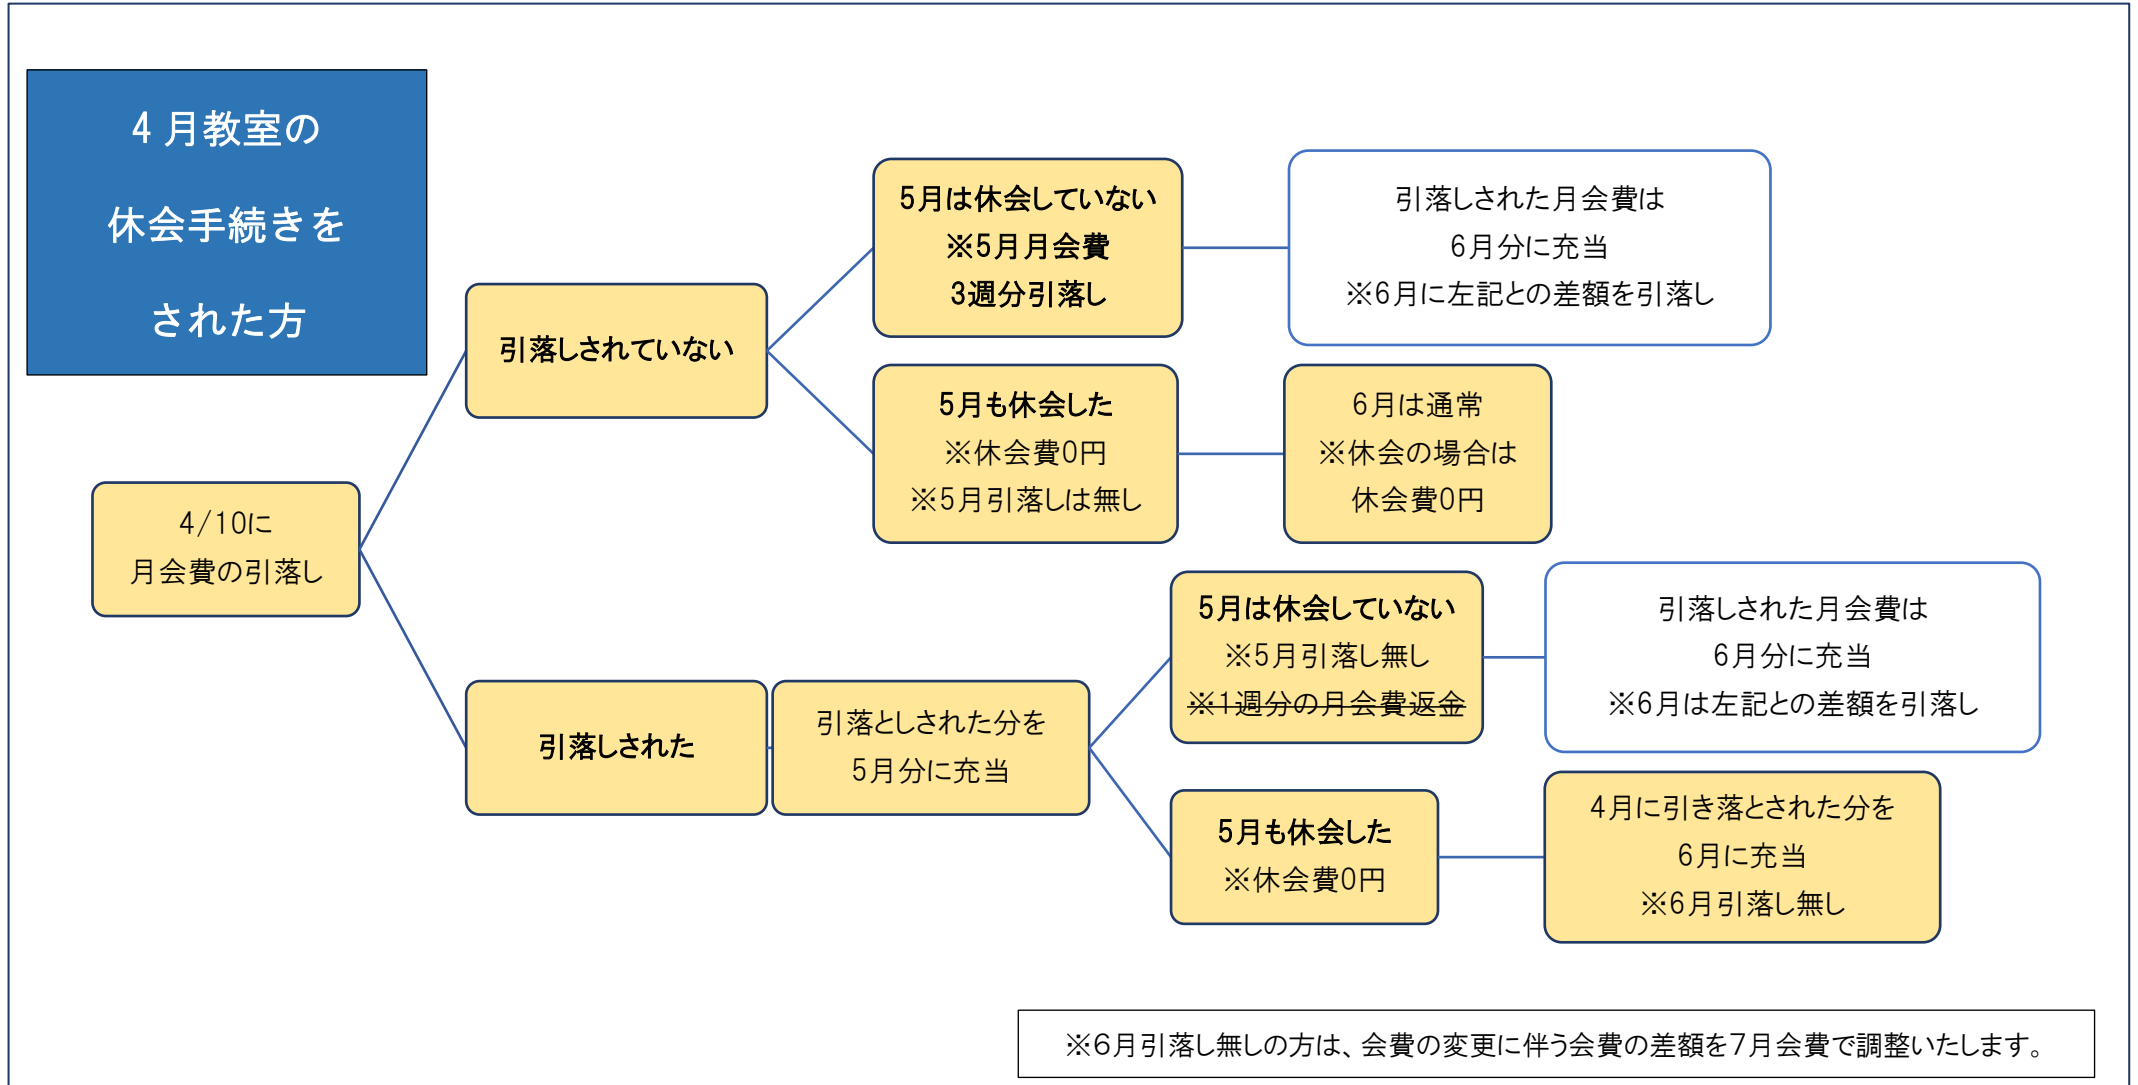 4月教室の
休会手続きを
された方
4/10に
月会費の引落し
引落しされていない
5月は休会していない
※5月月会費
3週分引落し
引落しされた月会費は
6月分に充当
※6月に左記との差額を引落し
5月も休会した
※休会費0円
※5月引落しは無し
6月は通常
※休会の場合は
休会費0円
引落しされた
引落としされた分を
5月分に充当
5月は休会していない
※5月引落し無し
※1週分の月会費返金
引落しされた月会費は
6月分に充当
※6月は左記との差額を引落し
5月も休会した
※休会費0円
4月に引き落とされた分を
6月に充当
※6月引落し無し
※6月引落し無しの方は、会費の変更に伴う会費の差額を7月会費で調整いたします。